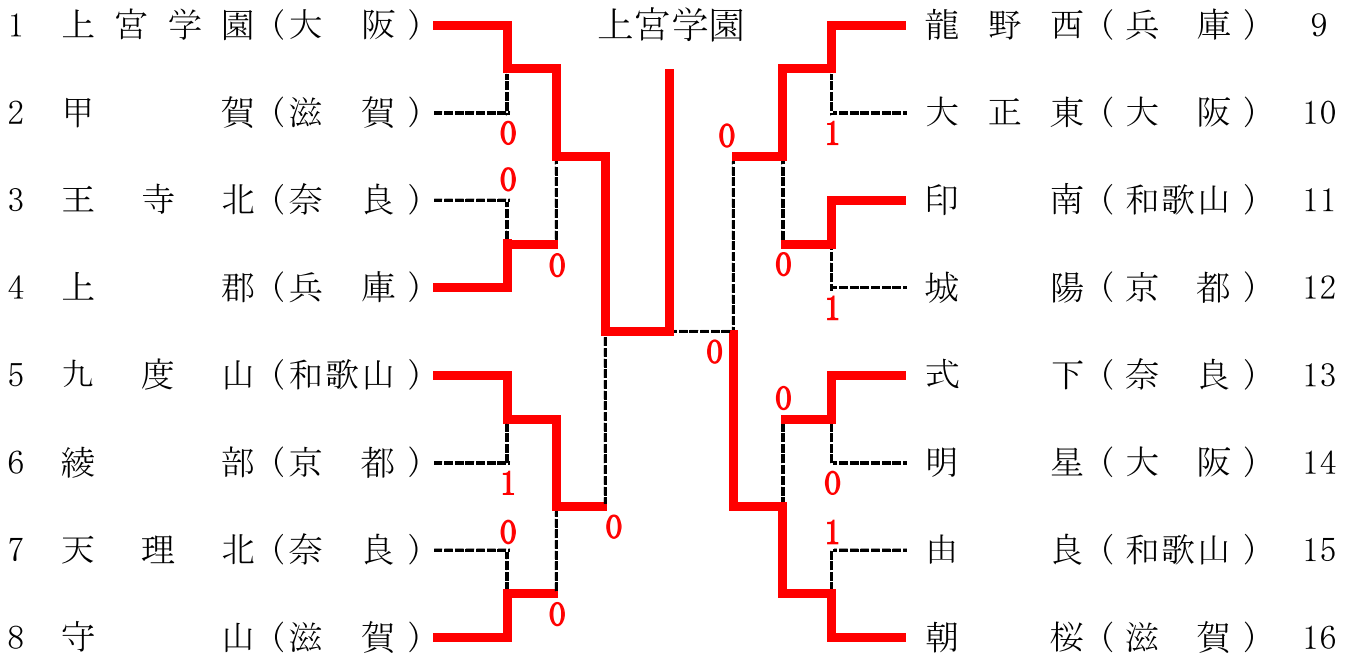 上宮学園
1 上宮学園(大阪)
0
2 甲賀(滋賀)
0
3 王寺北(奈良)
0
4 上郡(兵庫)
5 九度山(和歌山)
1
6 綾部(京都)
0
7 天理北(奈良)
0
0
8 守山(滋賀)
龍野西(兵庫) 9
0
1
大正東(大阪) 10
印南(和歌山) 11
0
1
城陽(京都) 12
0
式下(奈良) 13
0
0
明星(大阪) 14
1
由良(和歌山) 15
朝桜(滋賀) 16